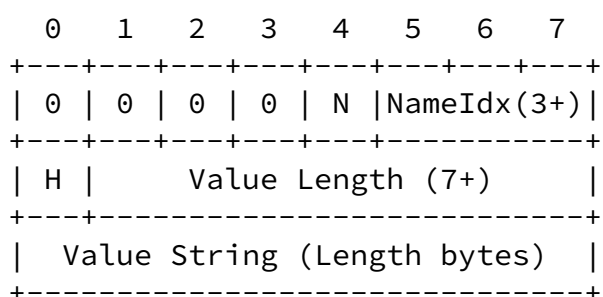 0   1   2   3   4   5   6   7
+---+---+---+---+---+---+---+---+
| 0 | 0 | 0 | 0 | N |NameIdx(3+)|
+---+---+---+---+---+-----------+
| H |     Value Length (7+)     |
+---+---------------------------+
|  Value String (Length bytes)  |
+-------------------------------+